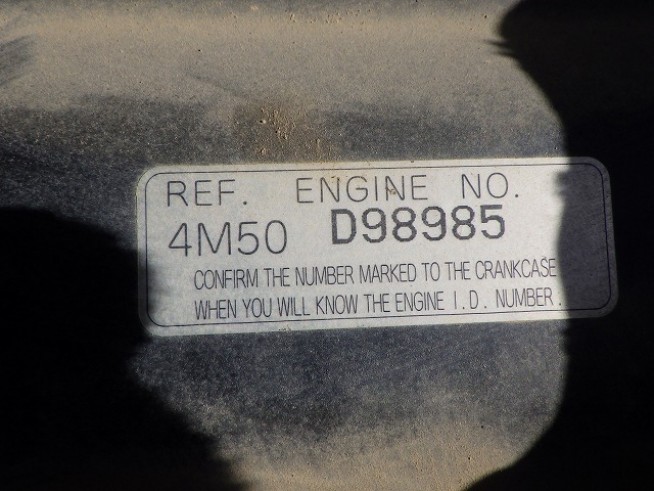 REF. ENGINE NO.
4M50 D98985
CONFIRM THE NUMBER MARKED TO THE CRANKCASE
WHEN YOU WILL KNOW THE ENGINE I.D. NUMBER.